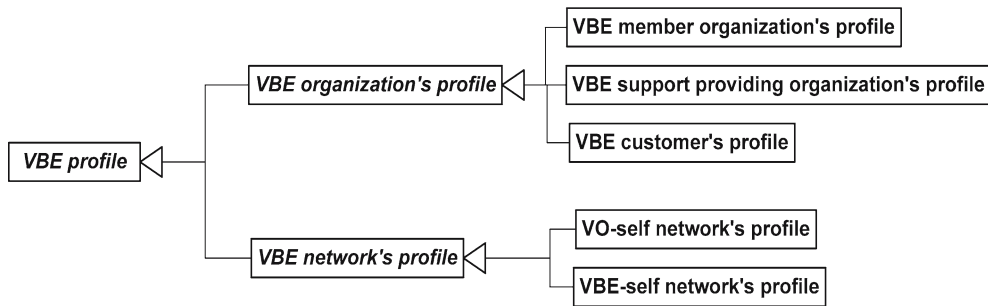 VBE member organization's profile
VBE organization's profile
VBE support providing organization's profile
VBE customer's profile
VBE profile
VO-self network's profile
VBE network's profile
VBE-self network's profile